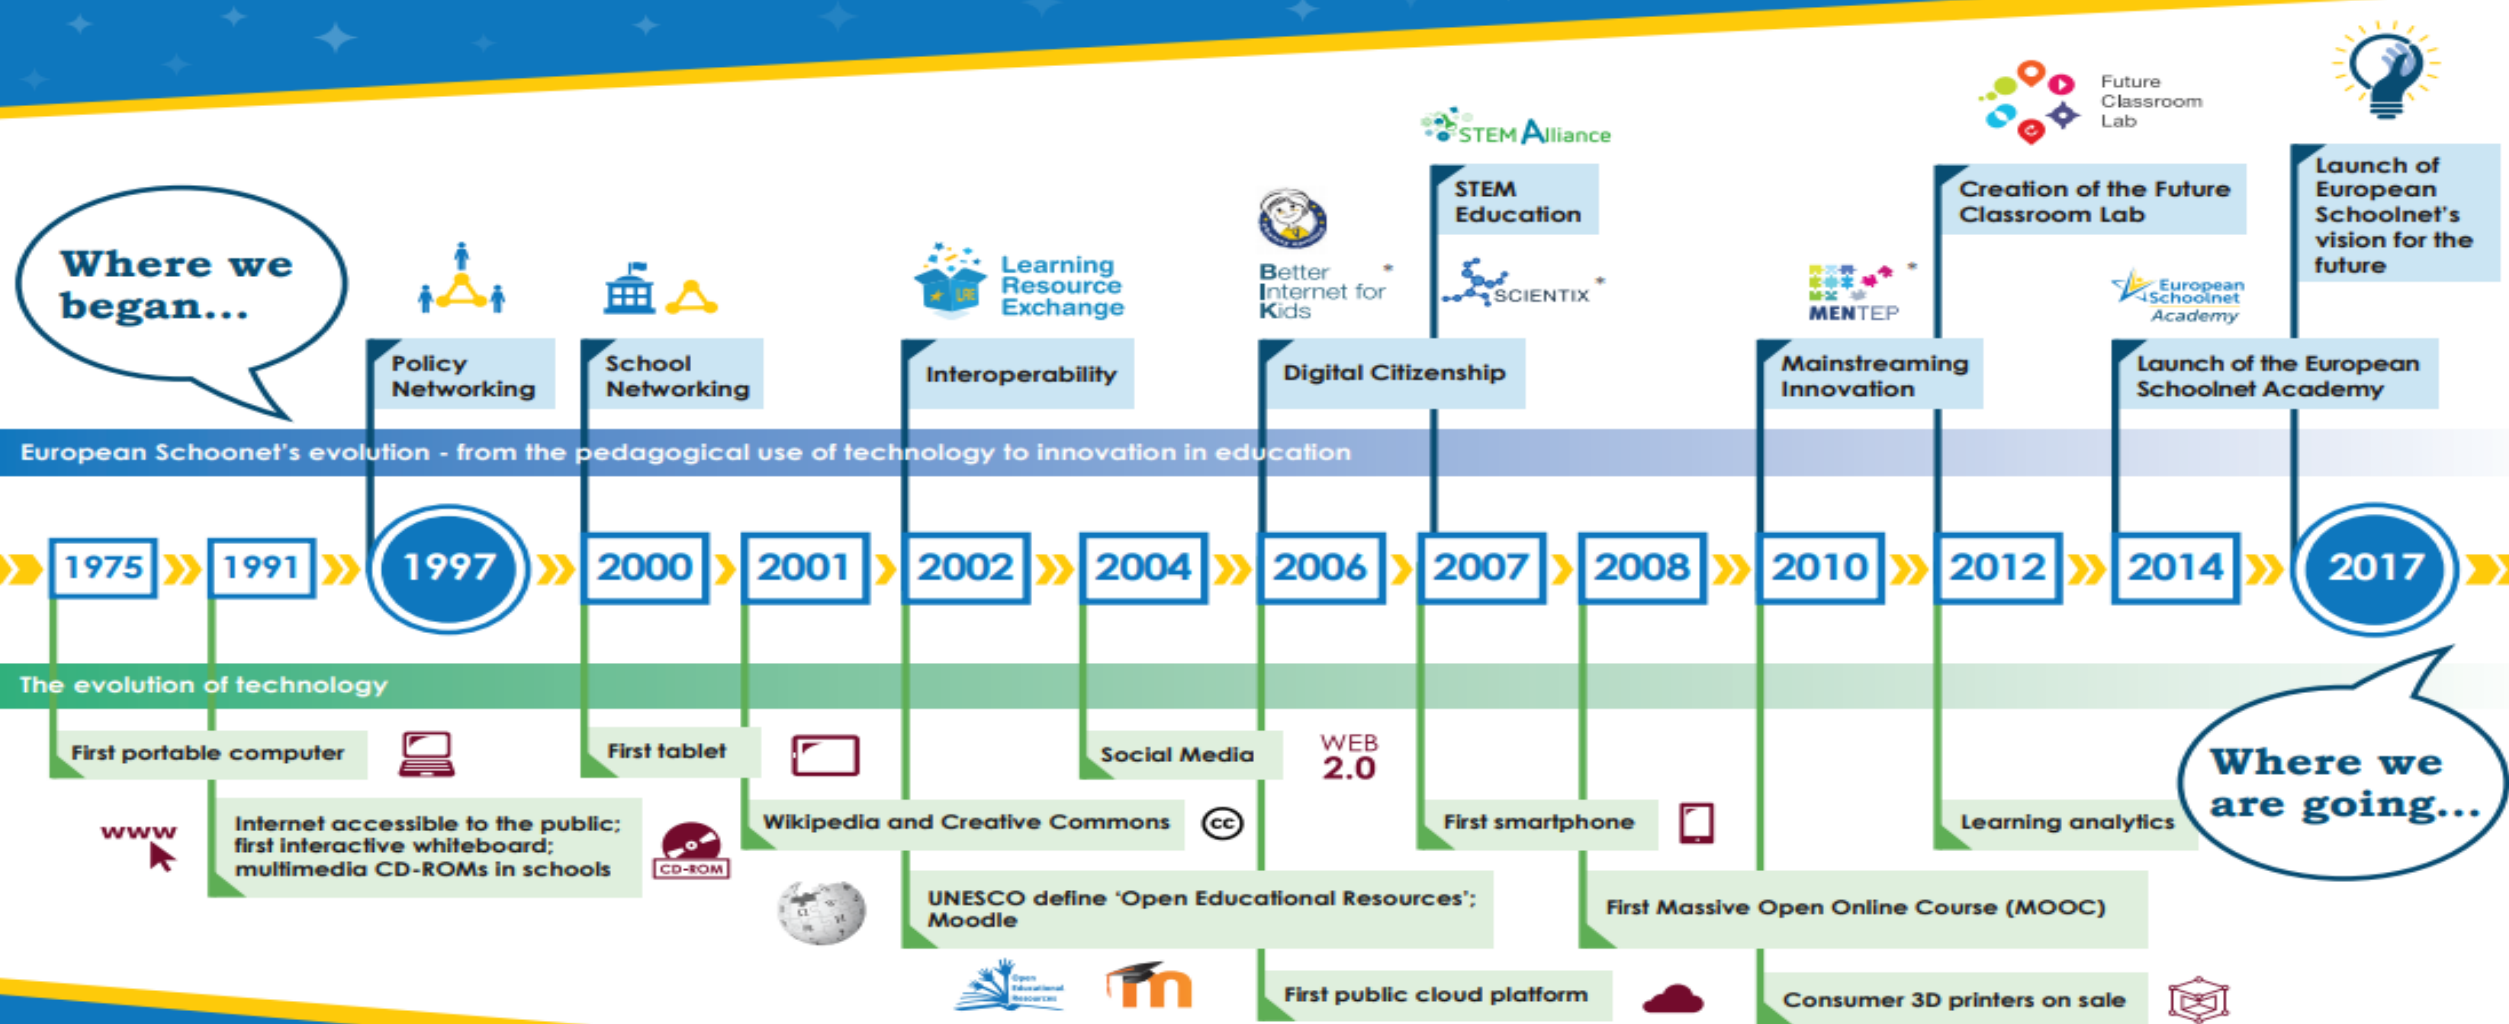 Future
Classroom
Lab
STEM Alliance
Launch of
European
Schoolnet's
vision for the
future
STEM
Education
Creation of the Future
Classroom Lab
Where we
began...
LRE
Learning
Resource
Exchange
Better
Internet for
Kids
*
SCIENTIX
*
MENTEP
*
European
Schoolnet
Academy
Policy
Networking
School
Networking
Interoperability
Digital Citizenship
Mainstreaming
Innovation
Launch of the European
Schoolnet Academy
European Schoonet's evolution - from the pedagogical use of technology to innovation in education
1975
1991
1997
2000
2001
2002
2004
2006
2007
2008
2010
2012
2014
2017
The evolution of technology
First portable computer
First tablet
Social Media
WEB
2.0
Where we
are going...
www
Internet accessible to the public;
first interactive whiteboard;
multimedia CD-ROMs in schools
CD-ROM
Wikipedia and Creative Commons
cc
First smartphone
Learning analytics
UNESCO define 'Open Educational Resources';
Moodle
First Massive Open Online Course (MOOC)
Open
Educational
Resources
m
First public cloud platform
Consumer 3D printers on sale